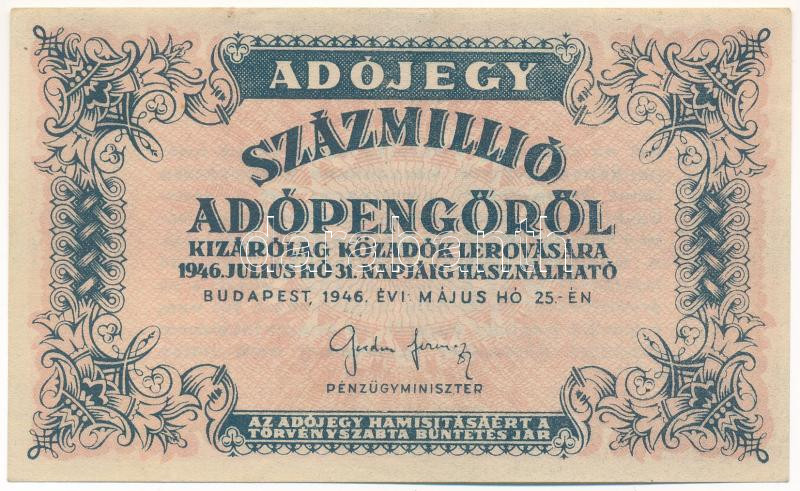 ADÓJEGY
SZÁZMILLIÓ
ADÓPENGŐRŐL
KIZÁRÓLAG KÖZADÓK LEROVÁSÁRA
1946. JULIUS HÓ 31. NAPJÁIG HASZNÁLHATÓ
BUDAPEST, 1946. ÉVI MÁJUS HÓ 25.-ÉN
PÉNZÜGYMINISZTER
AZ ADÓJEGY HAMISITÁSÁÉRT A
TÖRVÉNYSZABTA BÜNTETÉS JÁR